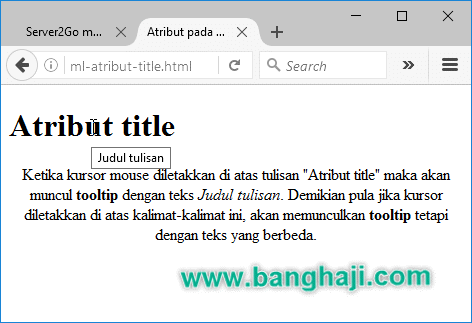 Server2Go m...
Atribut pada ...
ml-atribut-title.html
Search
Atribut title
Judul tulisan
Ketika kursor mouse diletakkan di atas tulisan "Atribut title" maka akan
muncul tooltip dengan teks Judul tulisan. Demikian pula jika kursor
diletakkan di atas kalimat-kalimat ini, akan memunculkan tooltip tetapi
dengan teks yang berbeda.
www.banghaji.com